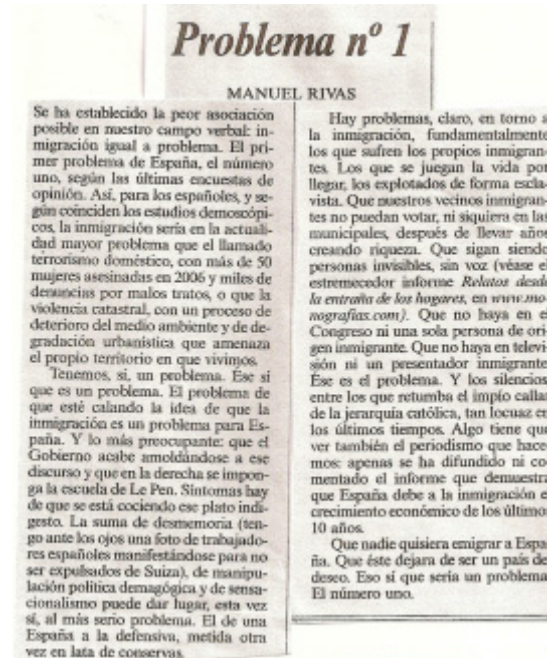 Problema nº 1
MANUEL RIVAS
Se ha establecido la peor asociación
posible en nuestro campo verbal: in-
migración igual a problema. El pri-
mer problema de España, el número
uno, según las últimas encuestas de
opinión. Así, para los españoles, y se-
gún coinciden los estudios demoscópi-
cos, la inmigración sería en la actuali-
dad mayor problema que el llamado
terrorismo doméstico, con más de 50
mujeres asesinadas en 2006 y miles de
denuncias por malos tratos, o que la
violencia catastral, con un proceso de
deterioro del medio ambiente y de de-
gradación urbanística que amenaza
el propio territorio en que vivimos.
Tenemos, sí, un problema. Ése sí
que es un problema. El problema de
que esté calando la idea de que la
inmigración es un problema para Es-
paña. Y lo más preocupante: que el
Gobierno acabe amoldándose a ese
discurso y que en la derecha se impon-
ga la escuela de Le Pen. Síntomas hay
de que se está cociendo ese plato indi-
gesto. La suma de desmemoria (ten-
go ante los ojos una foto de trabajado-
res españoles manifestándose para no
ser expulsados de Suiza), de manipu-
lación política demagógica y de sensa-
cionalismo puede dar lugar, esta vez
sí, al más serio problema. El de una
España a la defensiva, metida otra
vez en lata de conservas.
Hay problemas, claro, en torno a
la inmigración, fundamentalmente
los que sufren los propios inmigran-
tes. Los que se juegan la vida por
llegar, los explotados de forma escla-
vista. Que nuestros vecinos inmigran-
tes no puedan votar, ni siquiera en las
municipales, después de llevar años
creando riqueza. Que sigan siendo
personas invisibles, sin voz (véase el
estremecedor informe Relatos desde
la entraña de los hogares, en www.mo-
nografias.com). Que no haya en el
Congreso ni una sola persona de ori-
gen inmigrante. Que no haya en televi-
sión ni un presentador inmigrante.
Ése es el problema. Y los silencios,
entre los que retumba el impío callar
de la jerarquía católica, tan locuaz en
los últimos tiempos. Algo tiene que
ver también el periodismo que hace-
mos: apenas se ha difundido ni co-
mentado el informe que demuestra
que España debe a la inmigración el
crecimiento económico de los últimos
10 años.
Que nadie quisiera emigrar a Espa-
ña. Que éste dejara de ser un país de
deseo. Eso sí que sería un problema.
El número uno.